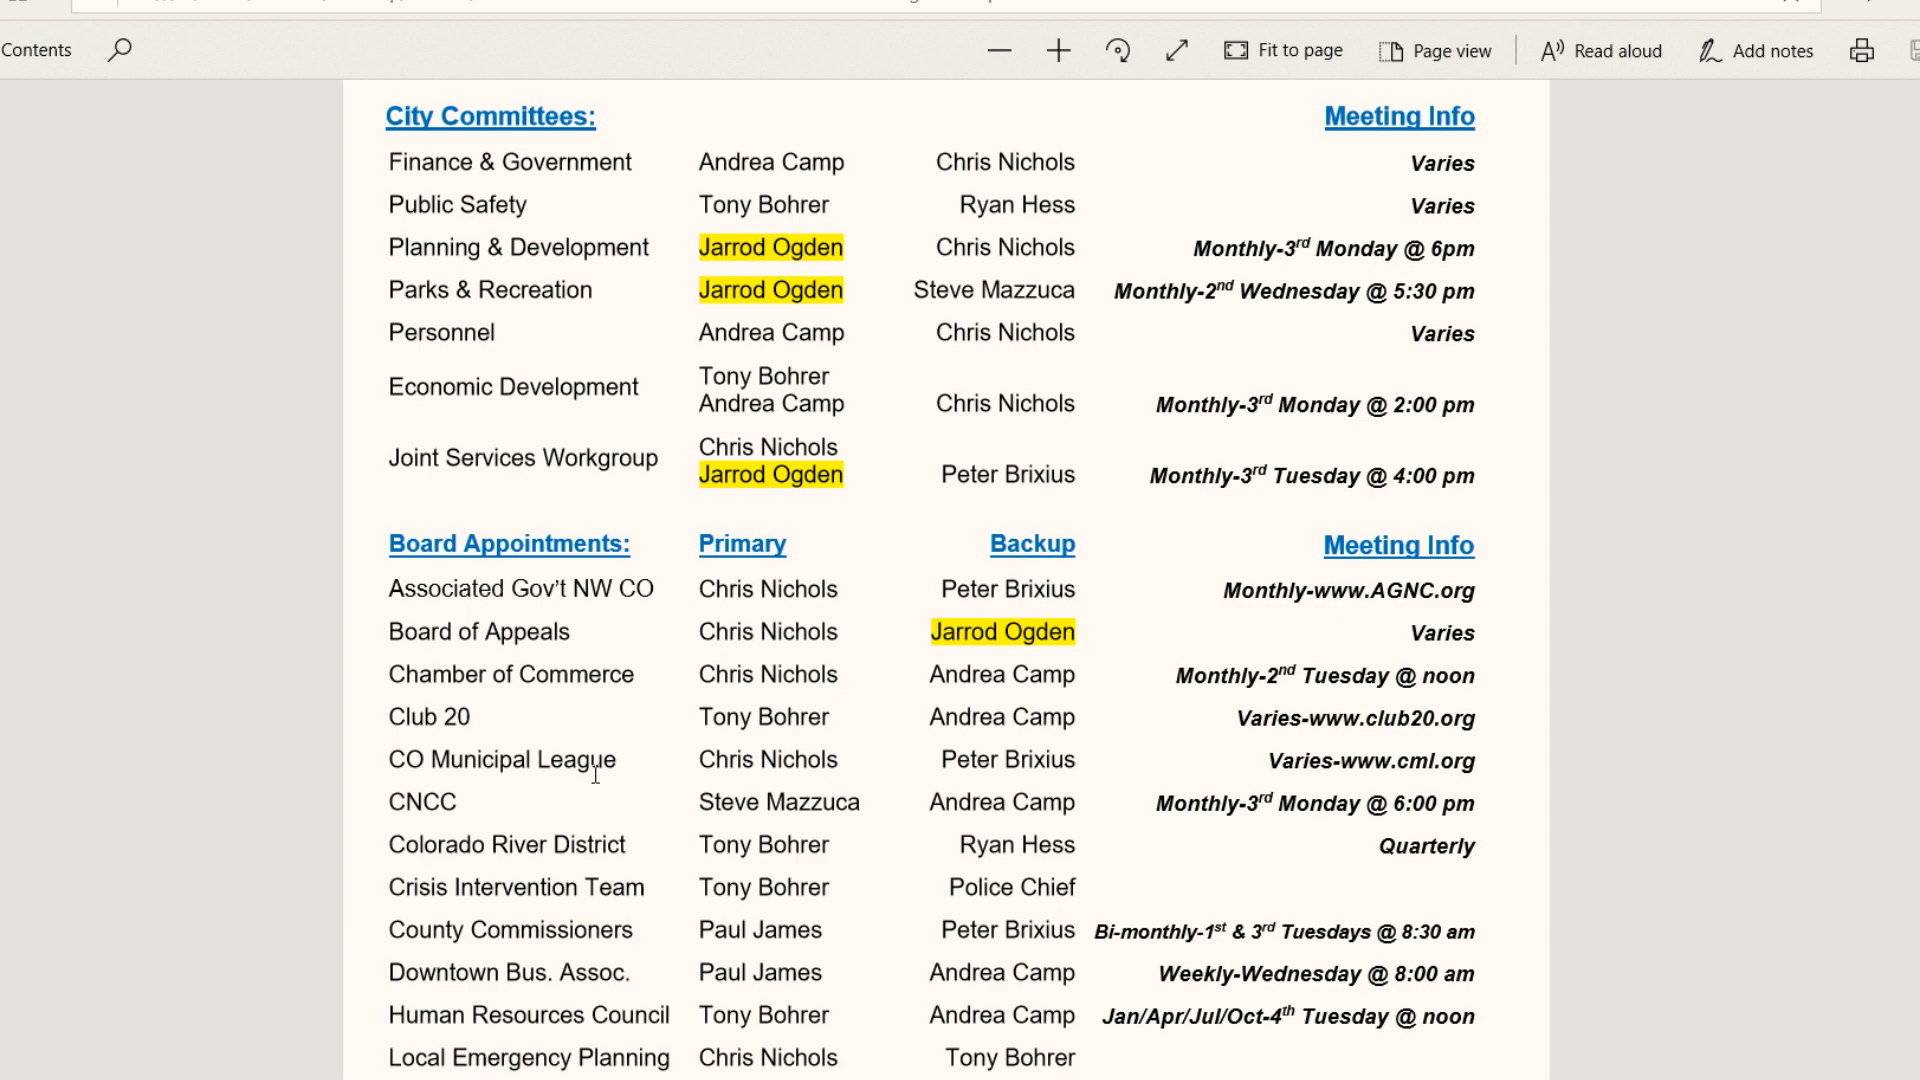 Contents
Fit to page
Page view
Read aloud
Add notes
City Committees: Meeting Info
Finance & Government Andrea Camp Chris Nichols Varies
Public Safety Tony Bohrer Ryan Hess Varies
Planning & Development Jarrod Ogden Chris Nichols Monthly-3rd Monday @ 6pm
Parks & Recreation Jarrod Ogden Steve Mazzuca Monthly-2nd Wednesday @ 5:30 pm
Personnel Andrea Camp Chris Nichols Varies
Tony Bohrer
Economic Development
Andrea Camp Chris Nichols Monthly-3rd Monday @ 2:00 pm
Chris Nichols
Joint Services Workgroup
Jarrod Ogden Peter Brixius Monthly-3rd Tuesday @ 4:00 pm
Board Appointments: Primary Backup Meeting Info
Associated Gov’t NW CO Chris Nichols Peter Brixius Monthly-www.AGNC.org
Board of Appeals Chris Nichols Jarrod Ogden Varies
Chamber of Commerce Chris Nichols Andrea Camp Monthly-2nd Tuesday @ noon
Club 20 Tony Bohrer Andrea Camp Varies-www.club20.org
CO Municipal League Chris Nichols Peter Brixius Varies-www.cml.org
CNCC Steve Mazzuca Andrea Camp Monthly-3rd Monday @ 6:00 pm
Colorado River District Tony Bohrer Ryan Hess Quarterly
Crisis Intervention Team Tony Bohrer Police Chief
County Commissioners Paul James Peter Brixius Bi-monthly-1st & 3rd Tuesdays @ 8:30 am
Downtown Bus. Assoc. Paul James Andrea Camp Weekly-Wednesday @ 8:00 am
Human Resources Council Tony Bohrer Andrea Camp Jan/Apr/Jul/Oct-4th Tuesday @ noon
Local Emergency Planning Chris Nichols Tony Bohrer